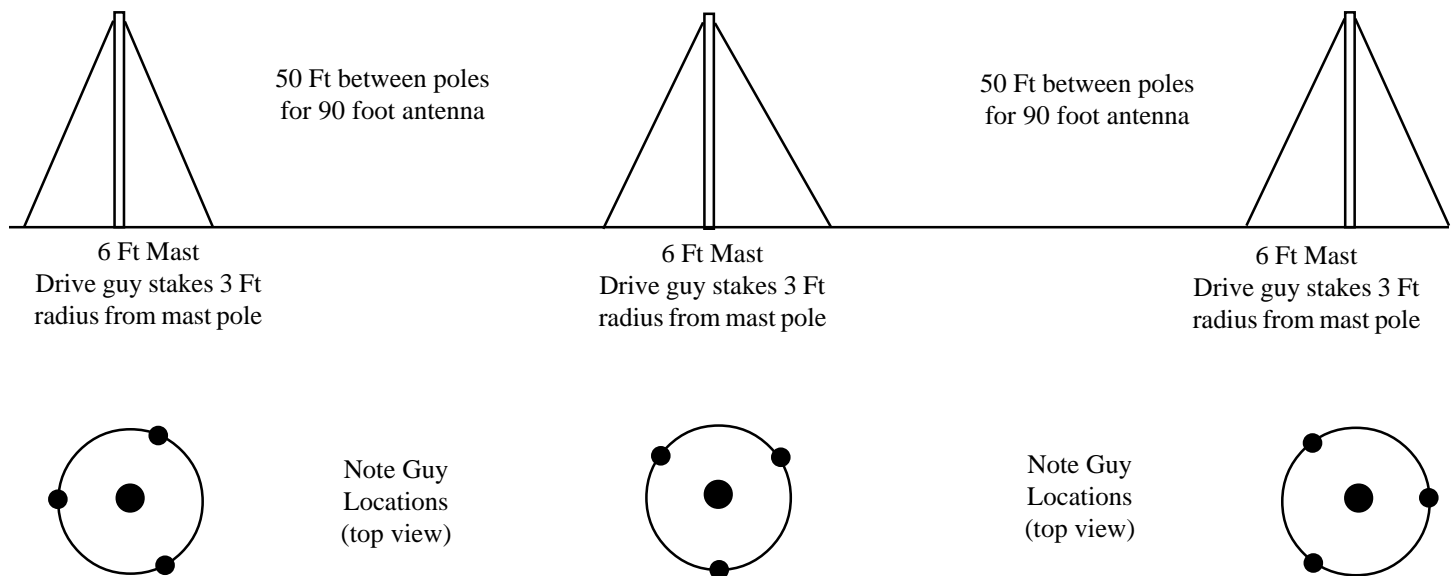 50 Ft between poles
for 90 foot antenna
50 Ft between poles
for 90 foot antenna
6 Ft Mast
Drive guy stakes 3 Ft
radius from mast pole
6 Ft Mast
Drive guy stakes 3 Ft
radius from mast pole
6 Ft Mast
Drive guy stakes 3 Ft
radius from mast pole
Note Guy
Locations
(top view)
Note Guy
Locations
(top view)